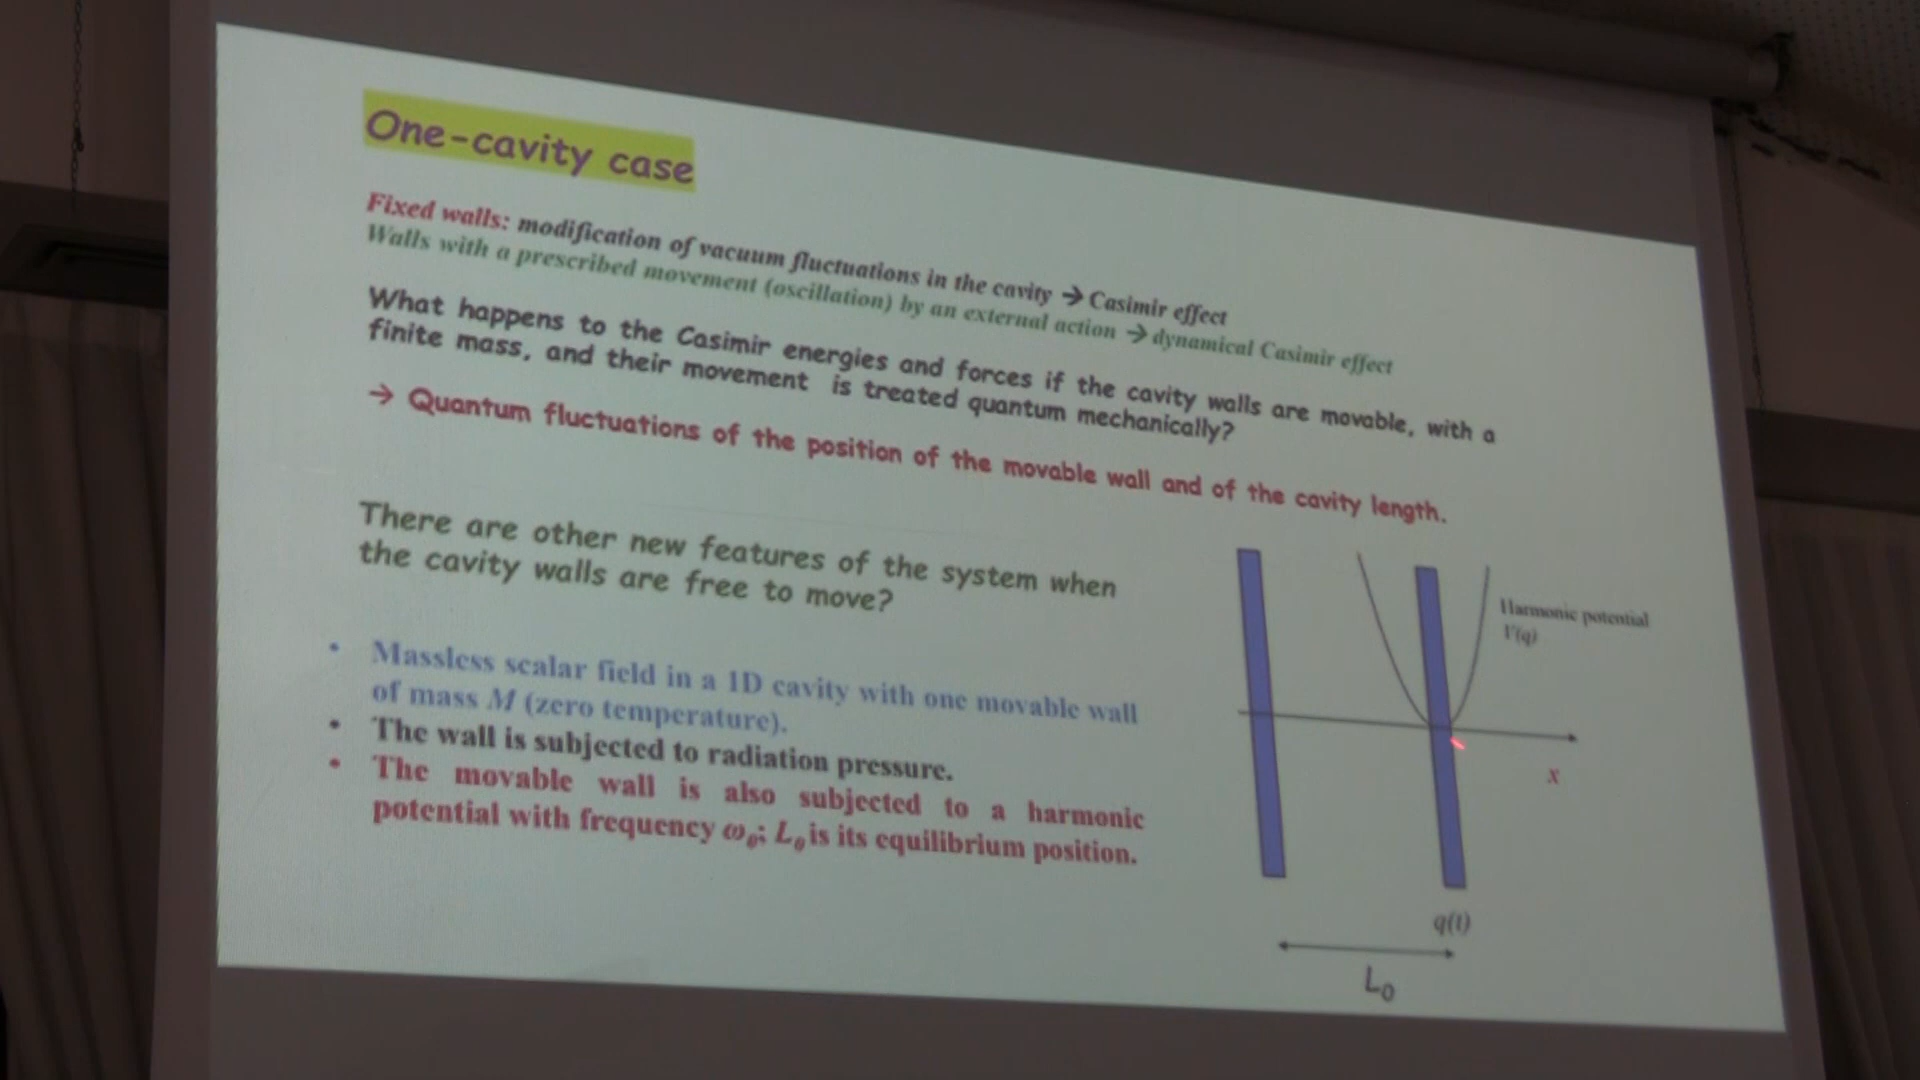 One-cavity case
Fixed walls: modification of vacuum fluctuations in the cavity → Casimir effect
Walls with a prescribed movement (oscillation) by an external action → dynamical Casimir effect
What happens to the Casimir energies and forces if the cavity walls are movable, with a
finite mass, and their movement is treated quantum mechanically?
→ Quantum fluctuations of the position of the movable wall and of the cavity length.
There are other new features of the system when
the cavity walls are free to move?
• Massless scalar field in a 1D cavity with one movable wall
of mass M (zero temperature).
• The wall is subjected to radiation pressure.
• The movable wall is also subjected to a harmonic
potential with frequency ω₀; L₀ is its equilibrium position.
Harmonic potential
V(q)
x
q(t)
L₀